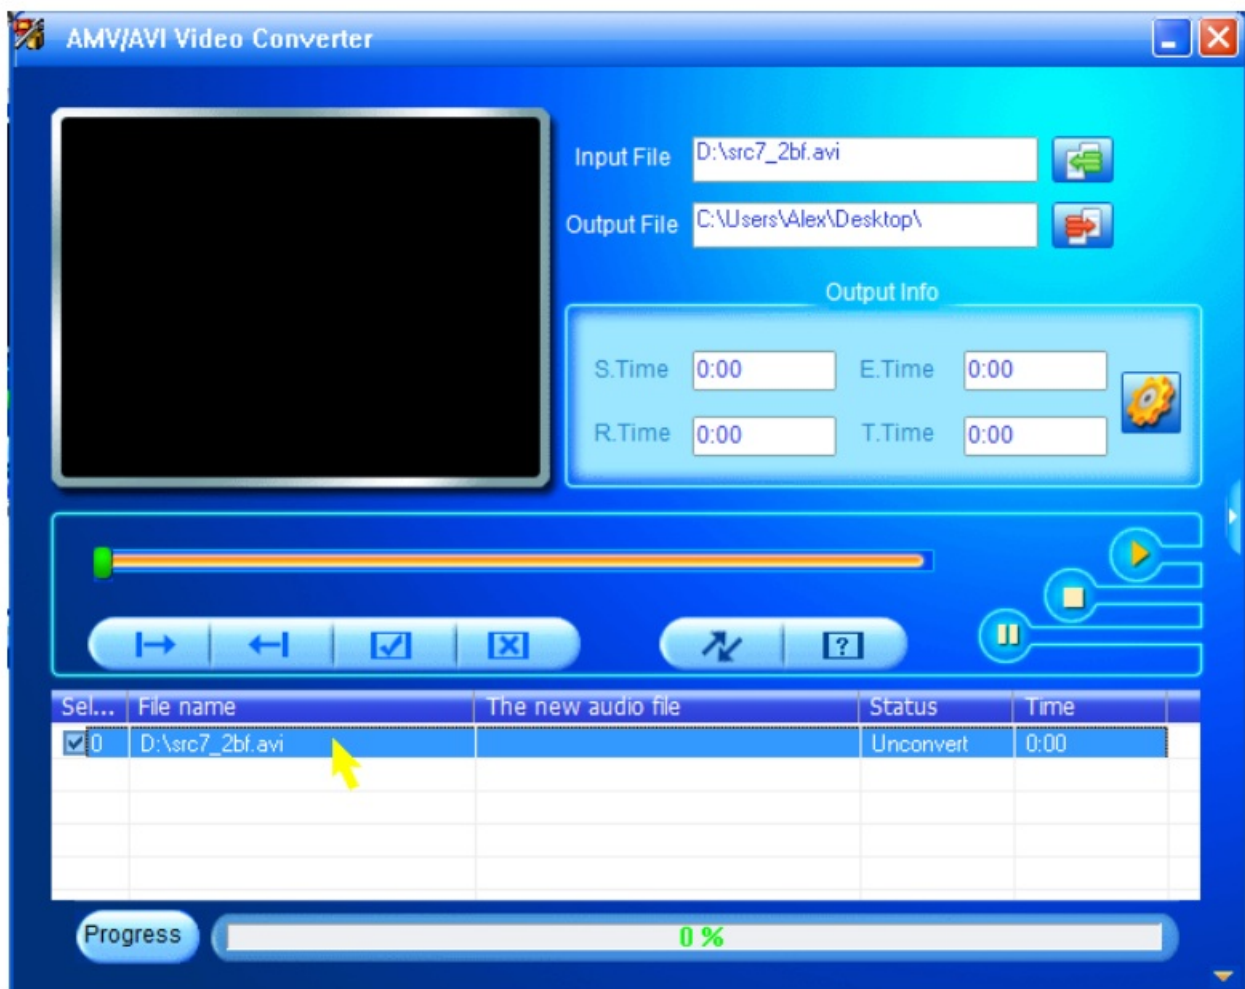 AMV/AVI Video Converter
Input File D:\src7_2bf.avi
Output File C:\Users\Alex\Desktop\
Output Info
S.Time 0:00 E.Time 0:00
R.Time 0:00 T.Time 0:00
Sel... File name The new audio file Status Time
0 D:\src7_2bf.avi Unconvert 0:00
Progress 0 %